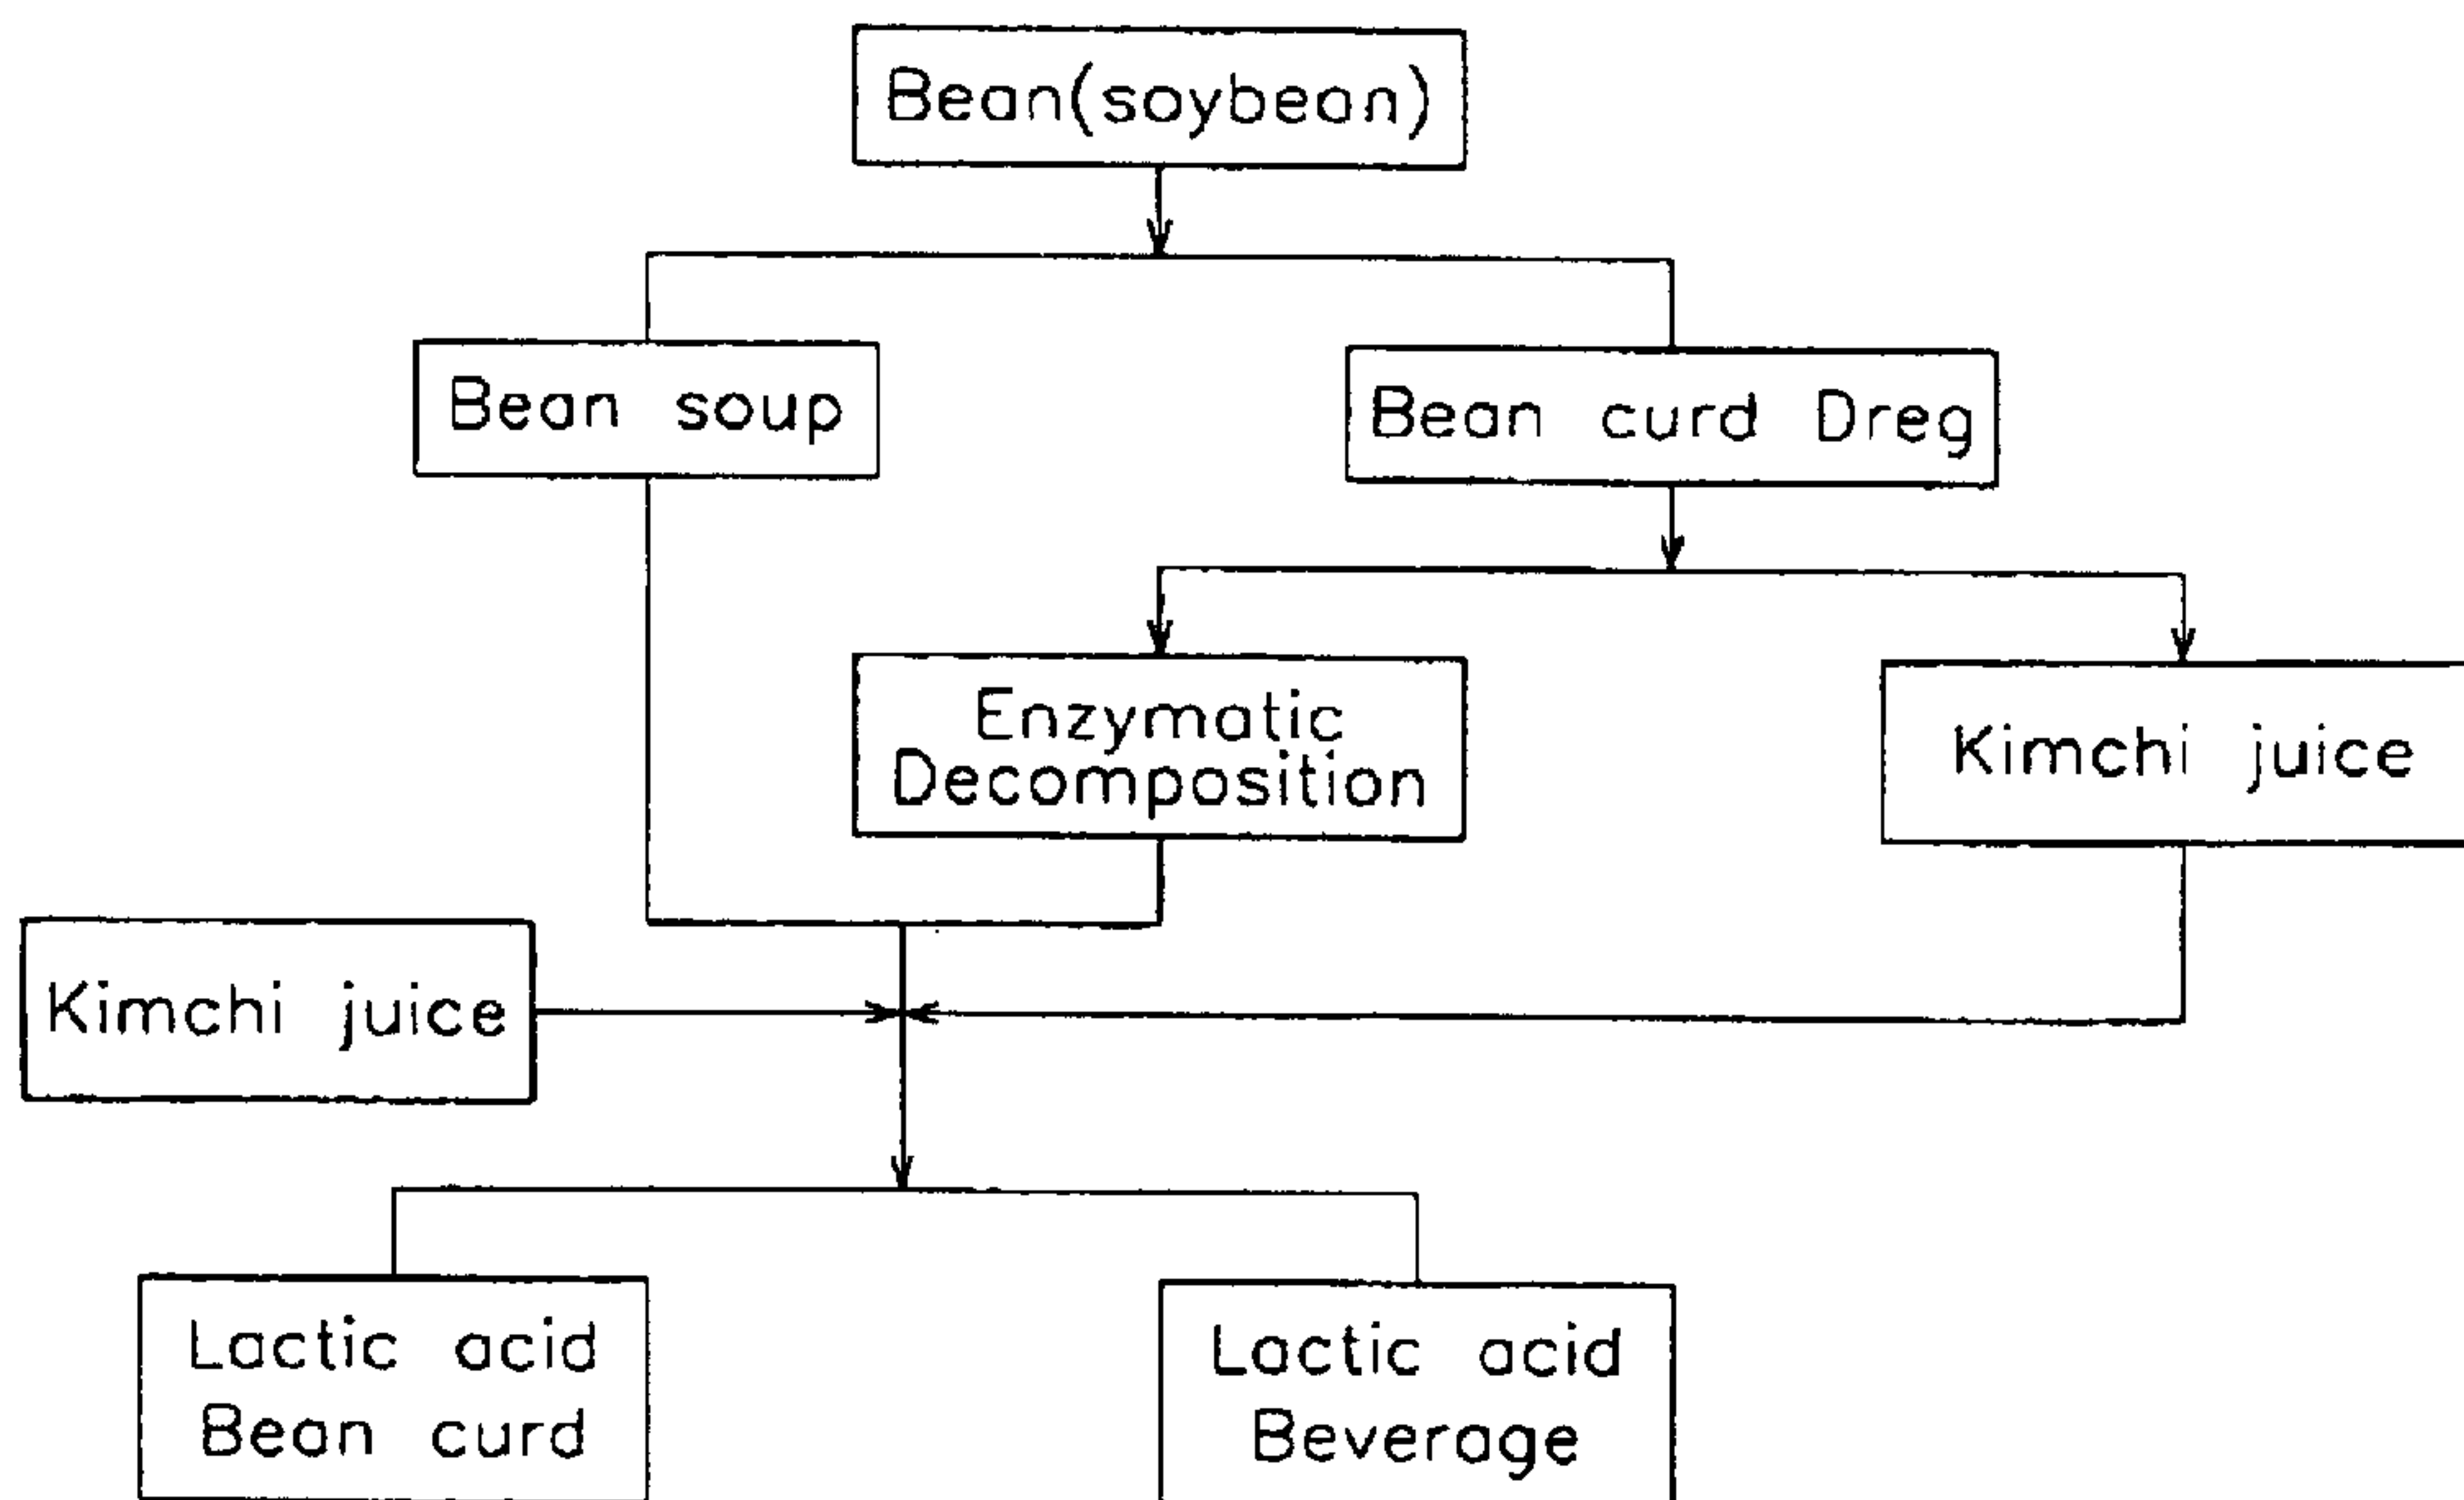 Bean(soybean)
Bean soup
Bean curd Dreg
Enzymatic
Decomposition
Kimchi juice
Kimchi juice
Lactic acid
Bean curd
Lactic acid
Beverage